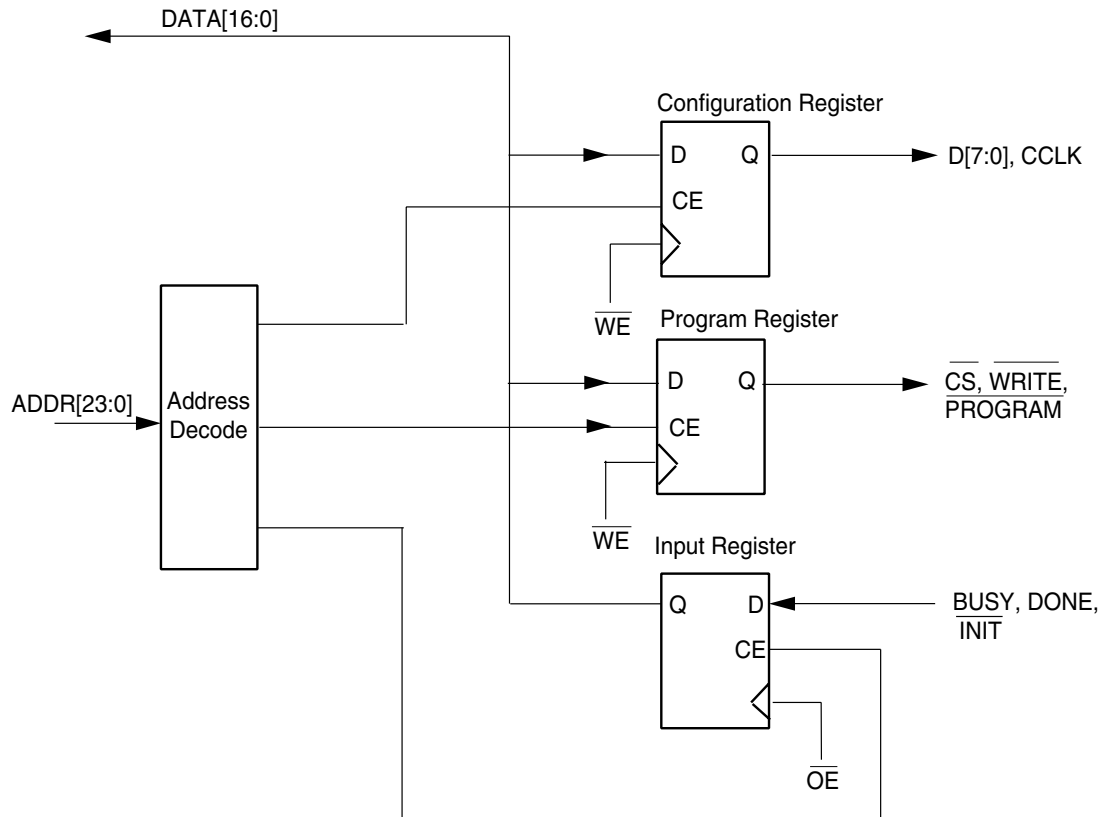 DATA[16:0]
Configuration Register
D Q
D[7:0], CCLK
CE
WE
Program Register
D Q
CS, WRITE,
PROGRAM
ADDR[23:0]
Address
Decode
CE
WE
Input Register
Q D
BUSY, DONE,
INIT
CE
OE